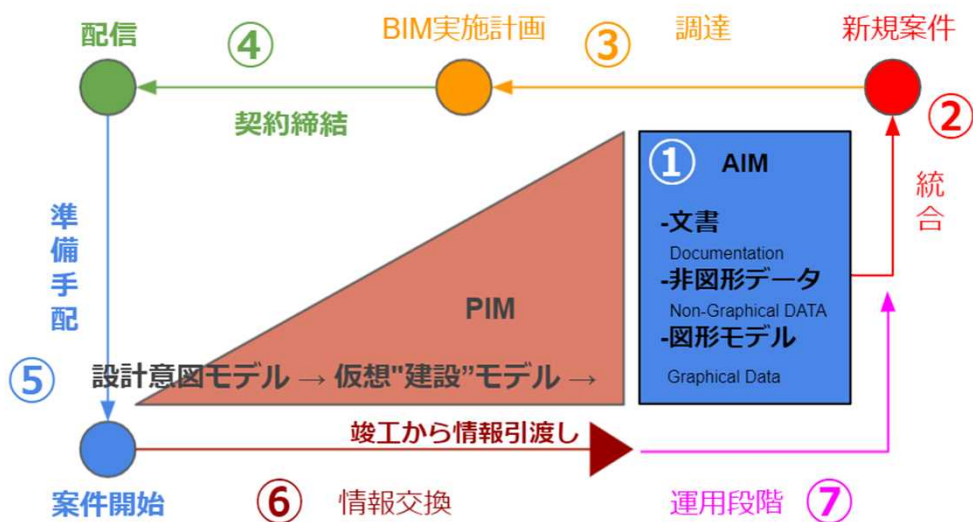 配信
④
BIM実施計画
③
調達
新規案件
②
契約締結
統合
準備手配
①
AIM
-文書
Documentation
-非図形データ
Non-Graphical DATA
-図形モデル
Graphical Data
PIM
設計意図モデル → 仮想"建設”モデル →
⑤
竣工から情報引渡し
案件開始
⑥
情報交換
運用段階
⑦